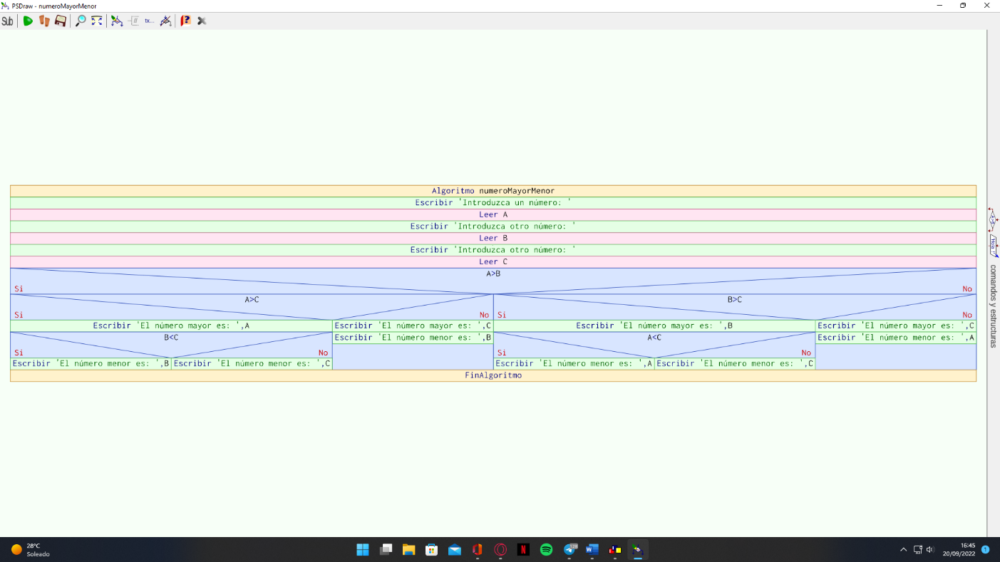 PSDraw - numeroMayorMenor
Sub
tx...
Algoritmo numeroMayorMenor
Escribir 'Introduzca un número: '
Leer A
Escribir 'Introduzca otro número: '
Leer B
Escribir 'Introduzca otro número: '
Leer C
A>B
Si No
A>C B>C
Si No Si No
Escribir 'El número mayor es: ',A Escribir 'El número mayor es: ',C Escribir 'El número mayor es: ',B Escribir 'El número mayor es: ',C
B<C Escribir 'El número menor es: ',B A<C Escribir 'El número menor es: ',A
Si No Si No
Escribir 'El número menor es: ',B Escribir 'El número menor es: ',C Escribir 'El número menor es: ',A Escribir 'El número menor es: ',C
FinAlgoritmo
comandos y estructuras
28°C
Soleado
16:45
20/09/2022
1